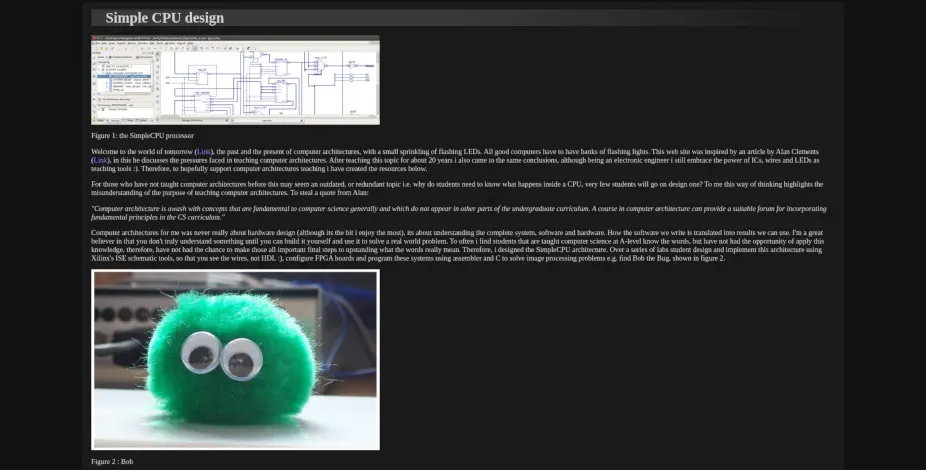 Simple CPU design
Figure 1: the SimpleCPU processor
Welcome to the world of tomorrow (Link), the past and the present of computer architectures, with a small sprinkling of flashing LEDs. All good computers have to have banks of flashing lights. This web site was inspired by an article by Alan Clements
(Link), in this he discusses the pressures faced in teaching computer architectures. After teaching this topic for about 20 years i also came to the same conclusions, although being an electronic engineer i still embrace the power of ICs, wires and LEDs as
teaching tools :). Therefore, to hopefully support computer architectures teaching i have created the resources below.
For those who have not taught computer architectures before this may seem an outdated, or redundant topic i.e. why do students need to know what happens inside a CPU, very few students will go on design one? To me this way of thinking highlights the
misunderstanding of the purpose of teaching computer architectures. To steal a quote from Alan:
"Computer architecture is awash with concepts that are fundamental to computer science generally and which do not appear in other parts of the undergraduate curriculum. A course in computer architecture can provide a suitable forum for incorporating
fundamental principles in the CS curriculum."
Computer architectures for me was never really about hardware design (although its the bit i enjoy the most), its about understanding the complete system, software and hardware. How the software we write is translated into results we can use. I'm a great
believer in that you don't truly understand something until you can build it yourself and use it to solve a real world problem. To often i find students that are taught computer science at A-level know the words, but have not had the opportunity of apply this
knowledge, therefore, have not had the chance to make those all important final steps to upstanding what the words really mean. Therefore, i designed the SimpleCPU architecture. Over a series of labs student design and implement this architecture using
Xilinx's ISE schematic tools, so that you see the wires, not HDL :), configure FPGA boards and program these systems using assembler and C to solve image processing problems e.g. find Bob the Bug, shown in figure 2.
Figure 2 : Bob